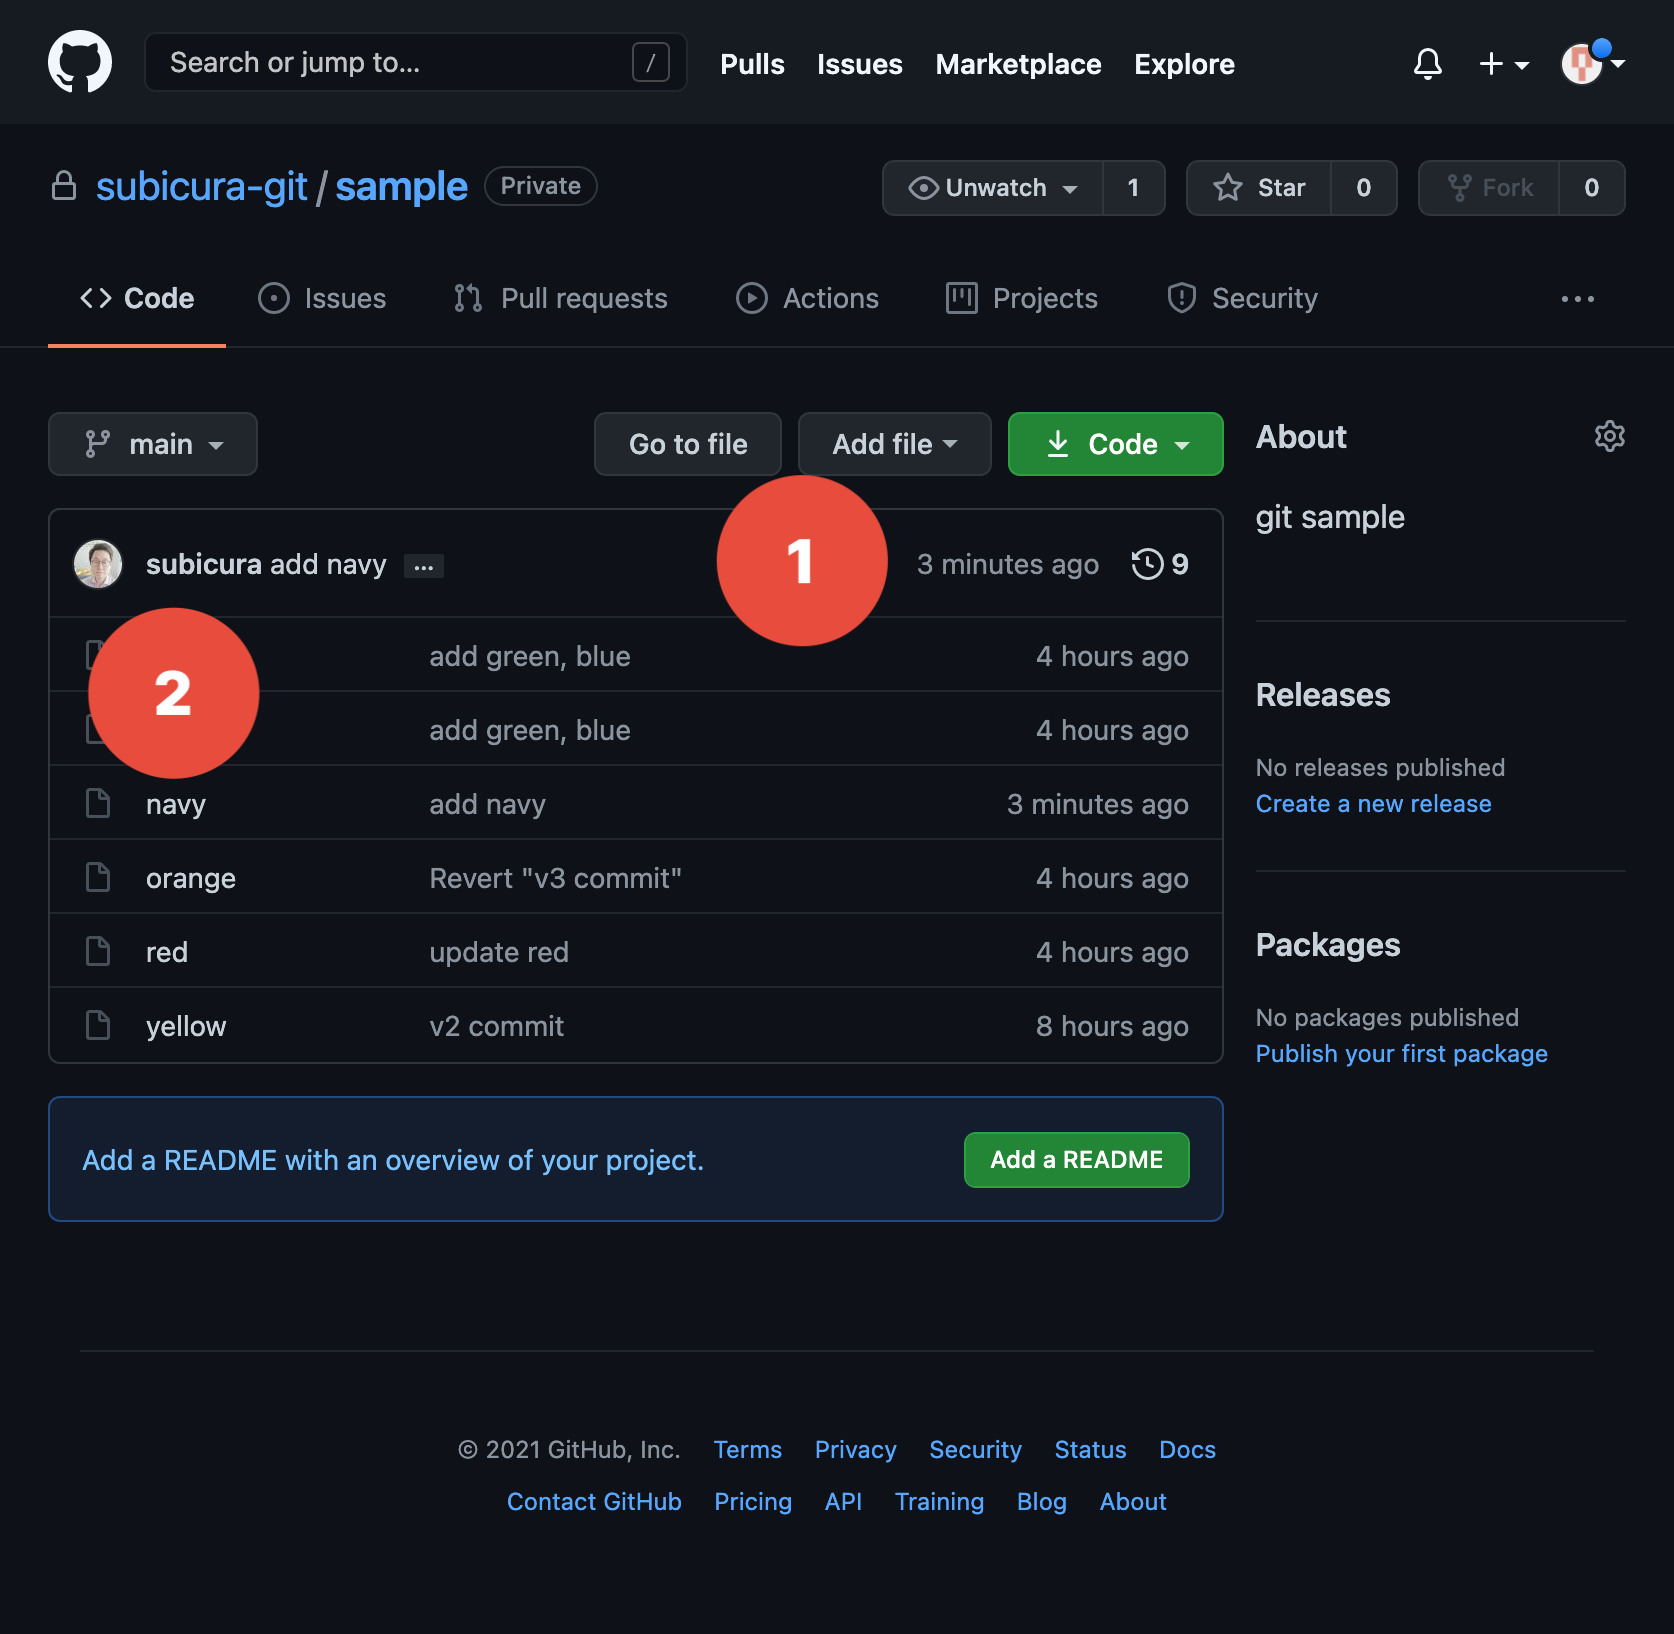 Search or jump to... / Pulls Issues Marketplace Explore
subicura-git / sample Private Unwatch 1 Star 0 Fork 0
Code Issues Pull requests Actions Projects Security ...
main Go to file Add file Code About
git sample
subicura add navy ... 1 3 minutes ago 9
add green, blue 4 hours ago
2
add green, blue 4 hours ago
navy add navy 3 minutes ago
orange Revert "v3 commit" 4 hours ago
red update red 4 hours ago
yellow v2 commit 8 hours ago
Releases
No releases published
Create a new release
Packages
No packages published
Publish your first package
Add a README with an overview of your project. Add a README
© 2021 GitHub, Inc. Terms Privacy Security Status Docs
Contact GitHub Pricing API Training Blog About